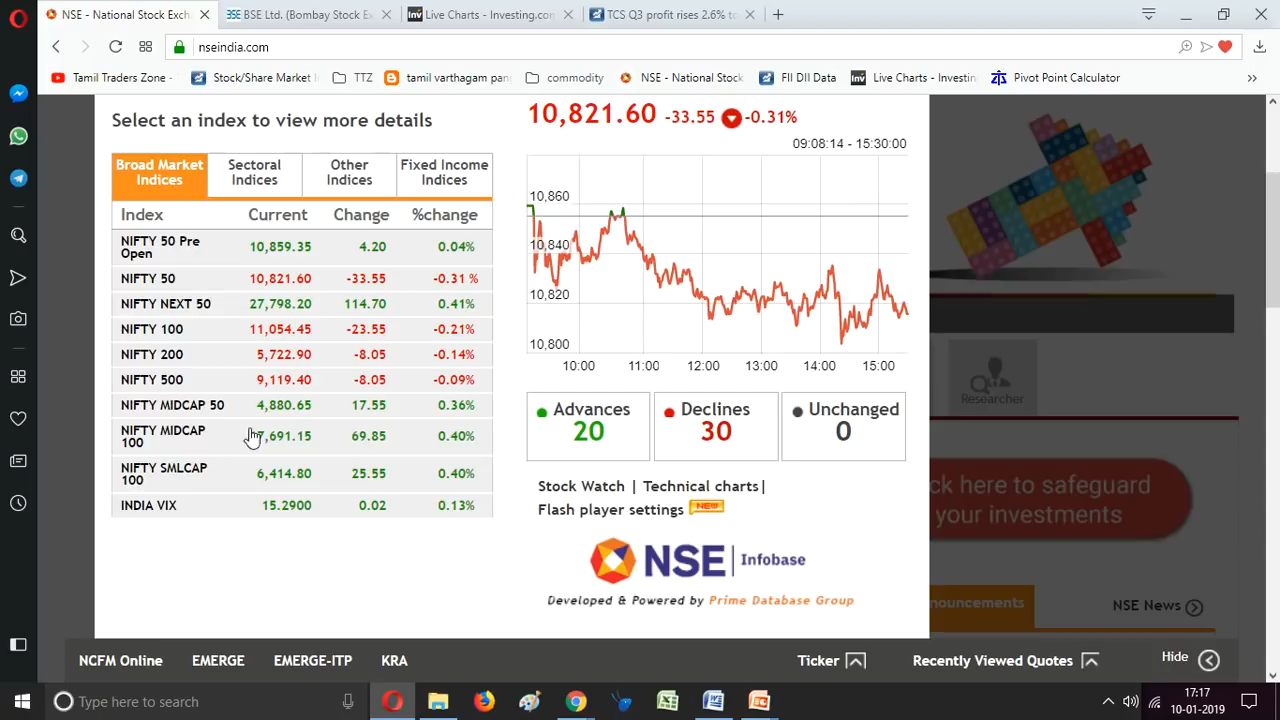 NSE - National Stock Excha
BSE Ltd. (Bombay Stock Ex
Live Charts - Investing.com
TCS Q3 profit rises 2.6% to
nseindia.com
Tamil Traders Zone -
Stock/Share Market
TTZ
tamil varthagam pan
commodity
NSE - National Stock
FII DII Data
Live Charts - Investin
Pivot Point Calculator
Select an index to view more details
10,821.60 -33.55 -0.31%
09:08:14 - 15:30:00
Broad Market Indices
Sectoral Indices
Other Indices
Fixed Income Indices
Index Current Change %change
NIFTY 50 Pre Open 10,859.35 4.20 0.04%
NIFTY 50 10,821.60 -33.55 -0.31 %
NIFTY NEXT 50 27,798.20 114.70 0.41%
NIFTY 100 11,054.45 -23.55 -0.21%
NIFTY 200 5,722.90 -8.05 -0.14%
NIFTY 500 9,119.40 -8.05 -0.09%
NIFTY MIDCAP 50 4,880.65 17.55 0.36%
NIFTY MIDCAP 100 7,691.15 69.85 0.40%
NIFTY SMLCAP 100 6,414.80 25.55 0.40%
INDIA VIX 15.2900 0.02 0.13%
10,860
10,840
10,820
10,800
10:00 11:00 12:00 13:00 14:00 15:00
Advances
20
Declines
30
Unchanged
0
Stock Watch | Technical charts|
Flash player settings NEW
NSE Infobase
Developed & Powered by Prime Database Group
Researcher
ck here to safeguard
your investments
nouncements
NSE News
NCFM Online
EMERGE
EMERGE-ITP
KRA
Ticker
Recently Viewed Quotes
Hide
Type here to search
17:17
10-01-2019